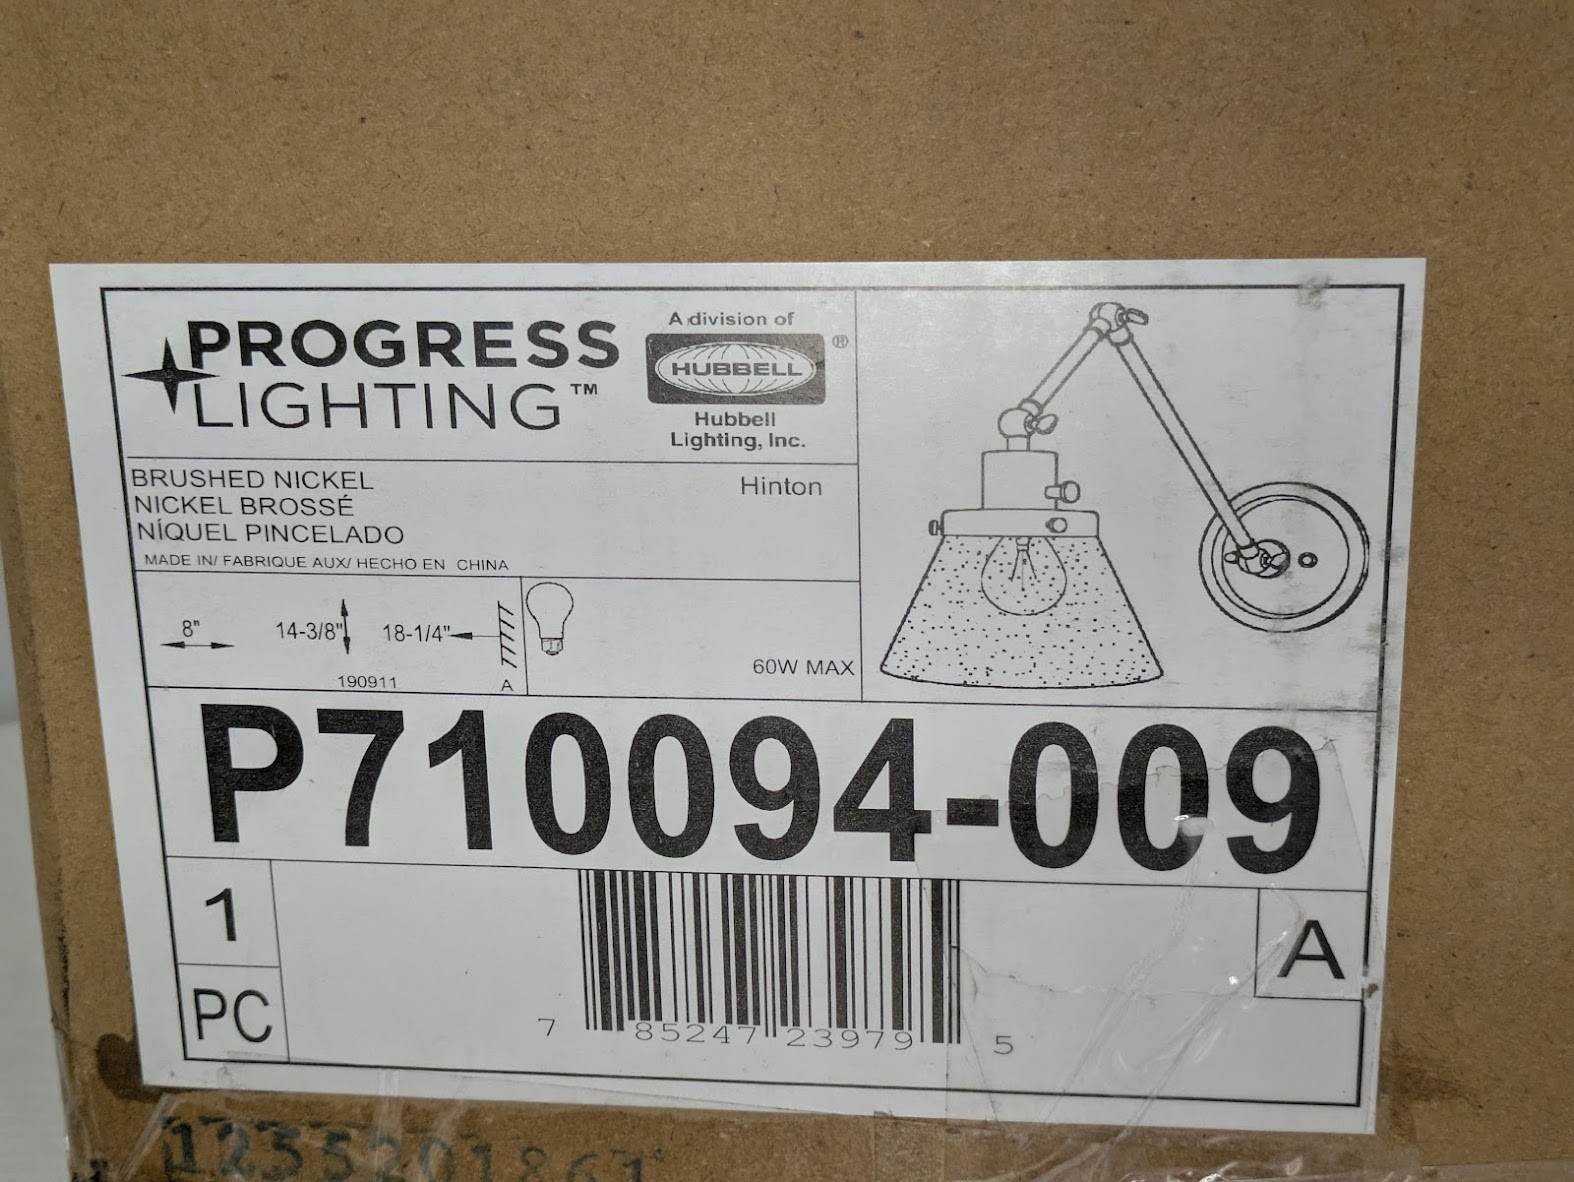 PROGRESS
LIGHTING™
A division of
HUBBELL®
Hubbell
Lighting, Inc.
BRUSHED NICKEL
NICKEL BROSSÉ
NÍQUEL PINCELADO
Hinton
MADE IN/ FABRIQUE AUX/ HECHO EN CHINA
8"
14-3/8"
18-1/4"
190911
A
60W MAX
P710094-009
1
PC
A
7 85247 23979 5